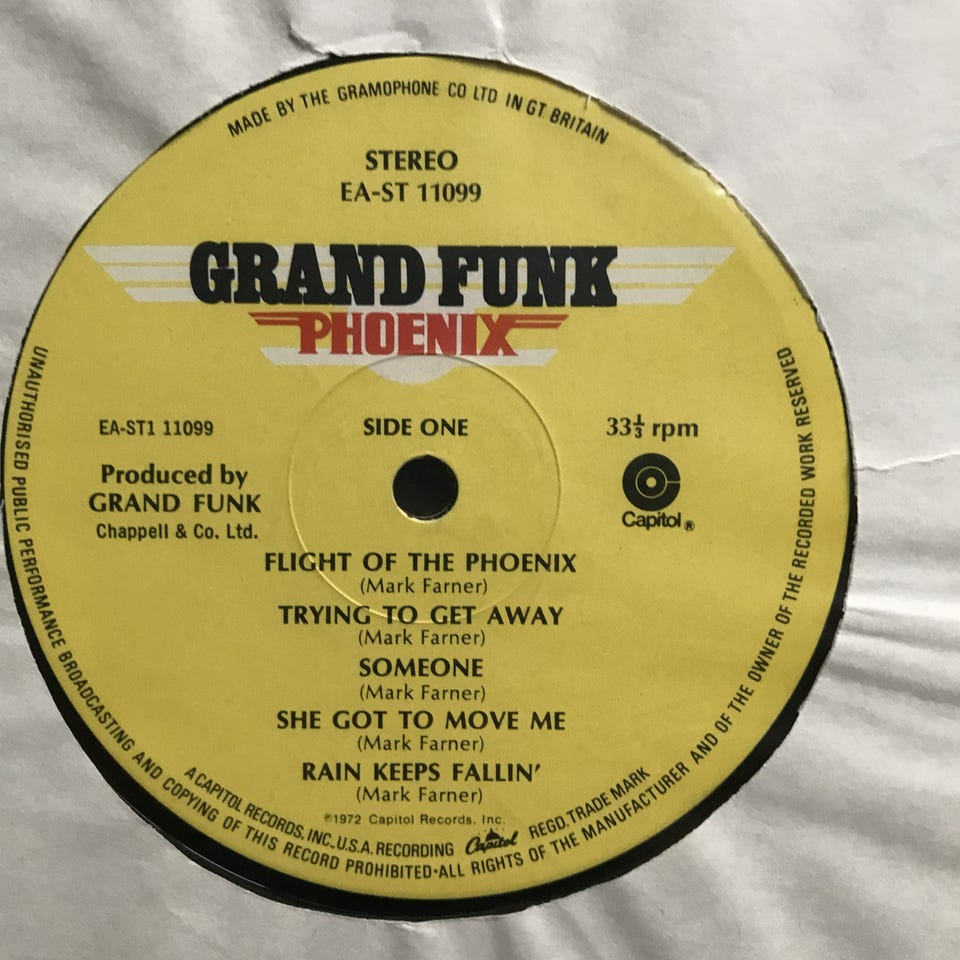 MADE BY THE GRAMOPHONE CO LTD IN GT. BRITAIN
STEREO
EA-ST 11099
GRAND FUNK
PHOENIX
EA-ST1 11099
SIDE ONE
33⅓ rpm
Produced by
GRAND FUNK
Chappell & Co. Ltd.
Capitol®
FLIGHT OF THE PHOENIX
(Mark Farner)
TRYING TO GET AWAY
(Mark Farner)
SOMEONE
(Mark Farner)
SHE GOT TO MOVE ME
(Mark Farner)
RAIN KEEPS FALLIN'
(Mark Farner)
℗1972 Capitol Records, Inc.
A CAPITOL RECORDS, INC., U.S.A. RECORDING Capitol REGD. TRADE MARK
UNAUTHORISED PUBLIC PERFORMANCE BROADCASTING AND COPYING OF THIS RECORD PROHIBITED·ALL RIGHTS OF THE MANUFACTURER AND OF THE OWNER OF THE RECORDED WORK RESERVED